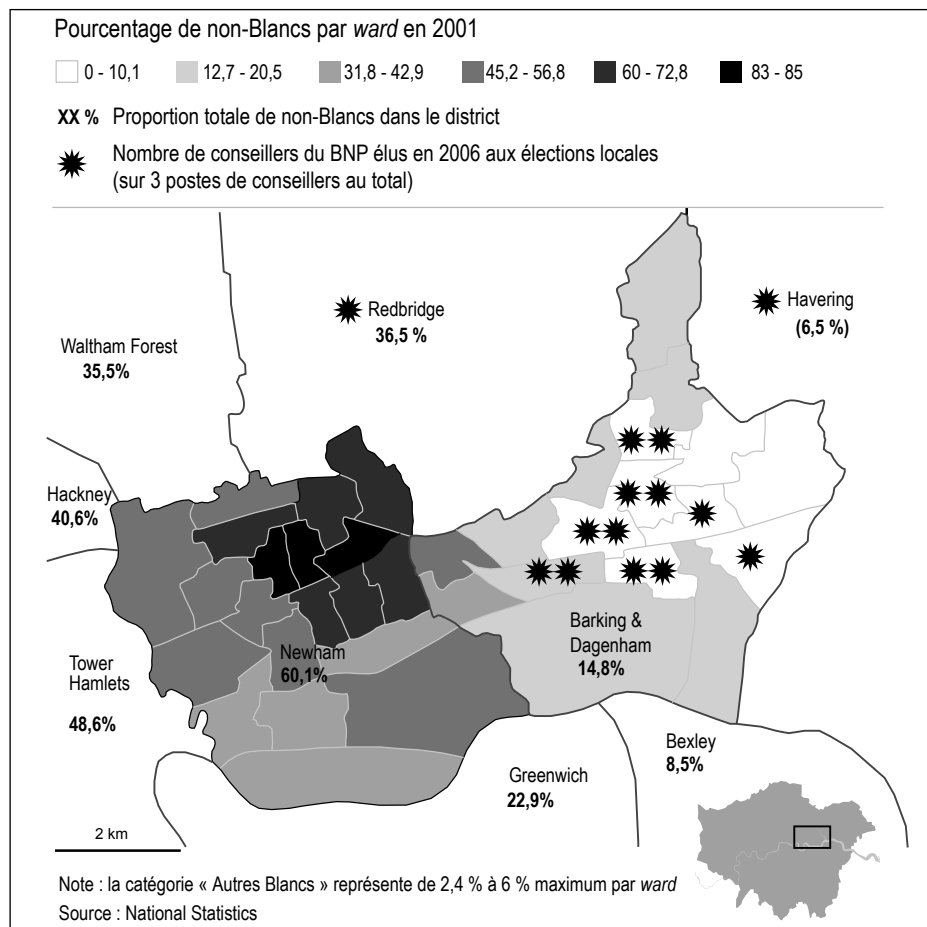 Pourcentage de non-Blancs par ward en 2001
0 - 10,1 12,7 - 20,5 31,8 - 42,9 45,2 - 56,8 60 - 72,8 83 - 85
XX % Proportion totale de non-Blancs dans le district
Nombre de conseillers du BNP élus en 2006 aux élections locales
(sur 3 postes de conseillers au total)
Redbridge
36,5 %
Havering
(6,5 %)
Waltham Forest
35,5%
Hackney
40,6%
Tower
Hamlets
48,6%
Newham
60,1%
Barking &
Dagenham
14,8%
Bexley
8,5%
Greenwich
22,9%
2 km
Note : la catégorie « Autres Blancs » représente de 2,4 % à 6 % maximum par ward
Source : National Statistics